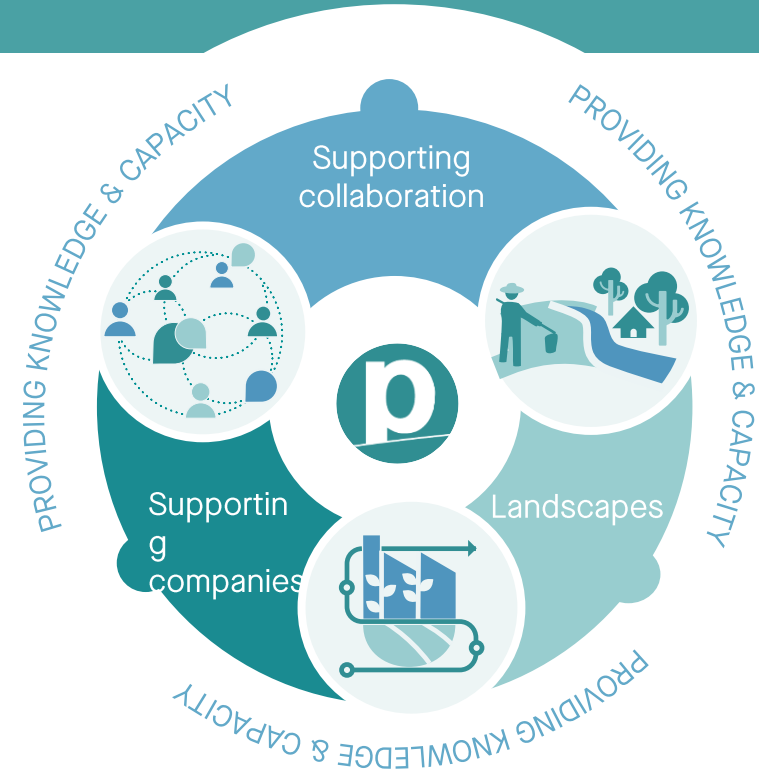 PROVIDING KNOWLEDGE & CAPACITY
PROVIDING KNOWLEDGE & CAPACITY
Supporting
collaboration
p
Supportin
g
companies
Landscapes
PROVIDING KNOWLEDGE & CAPACITY